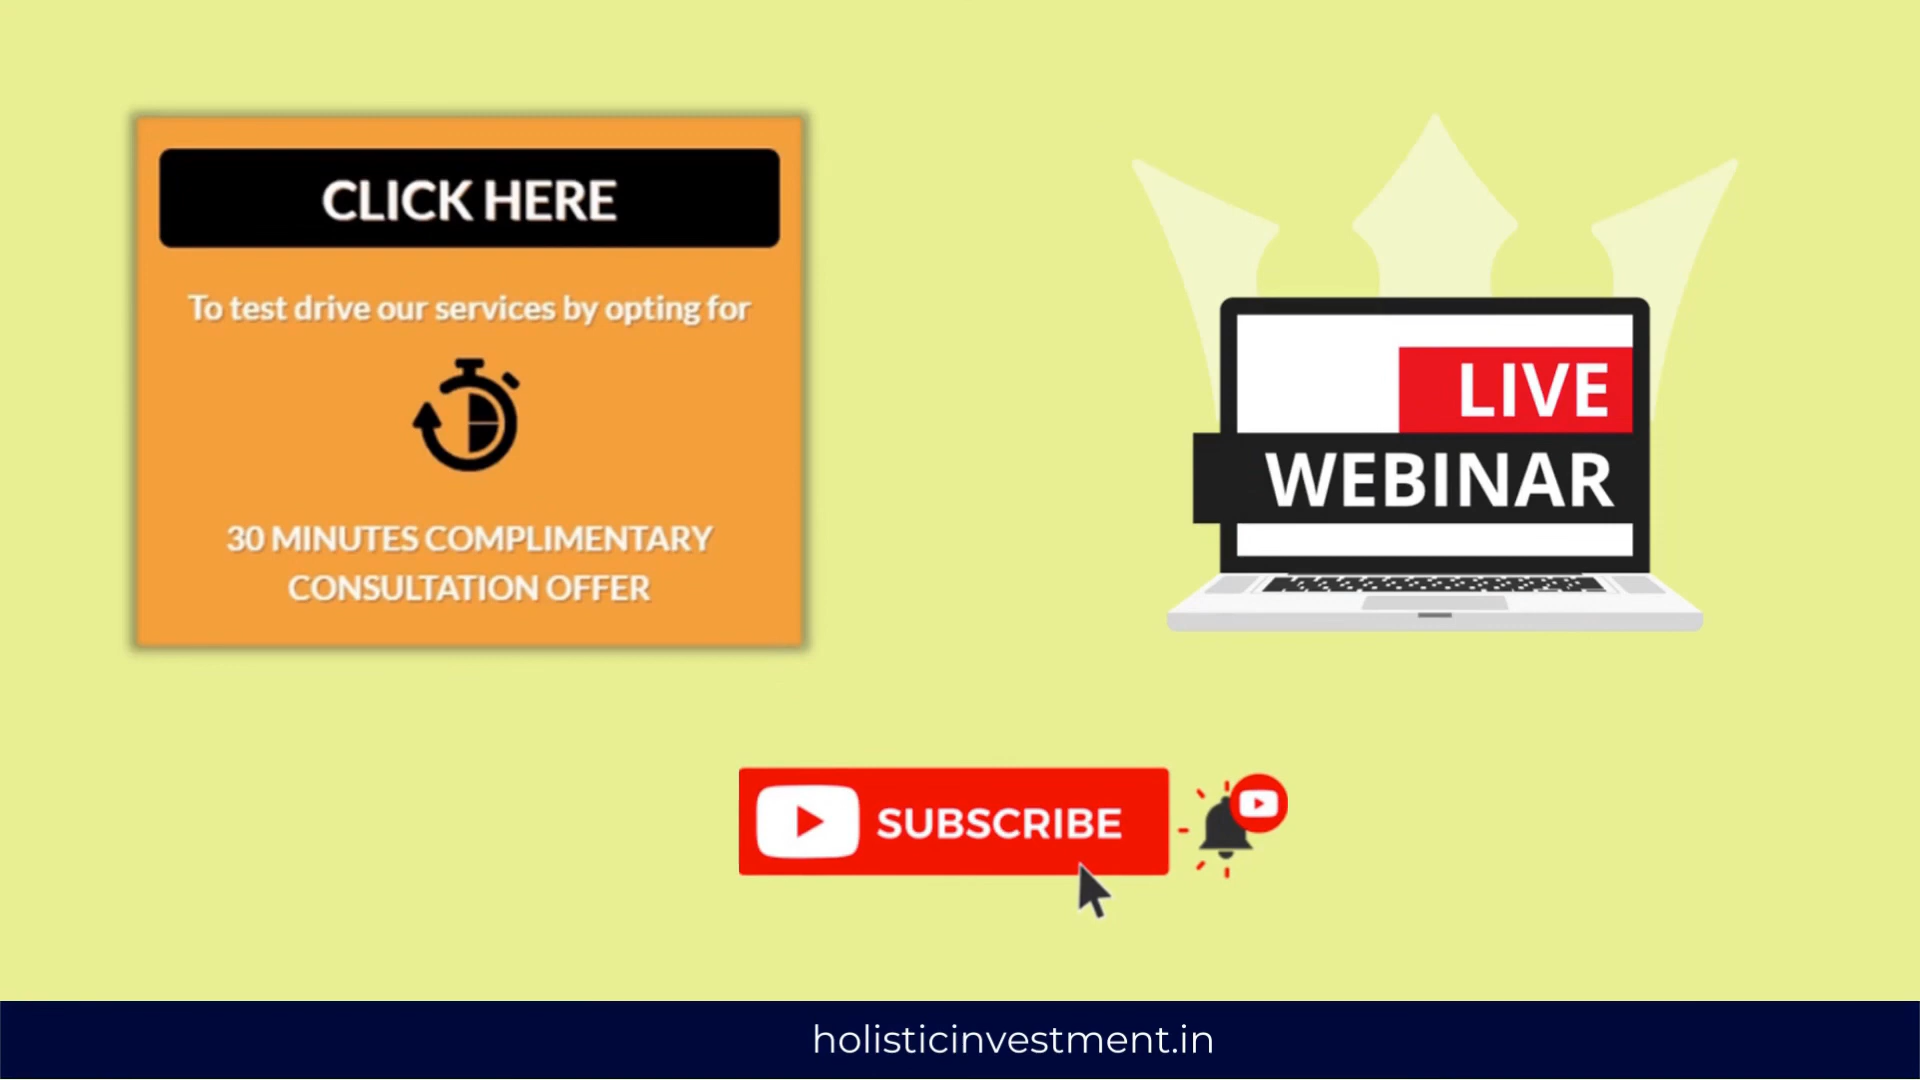 CLICK HERE
To test drive our services by opting for
30 MINUTES COMPLIMENTARY
CONSULTATION OFFER
LIVE
WEBINAR
SUBSCRIBE
holisticinvestment.in